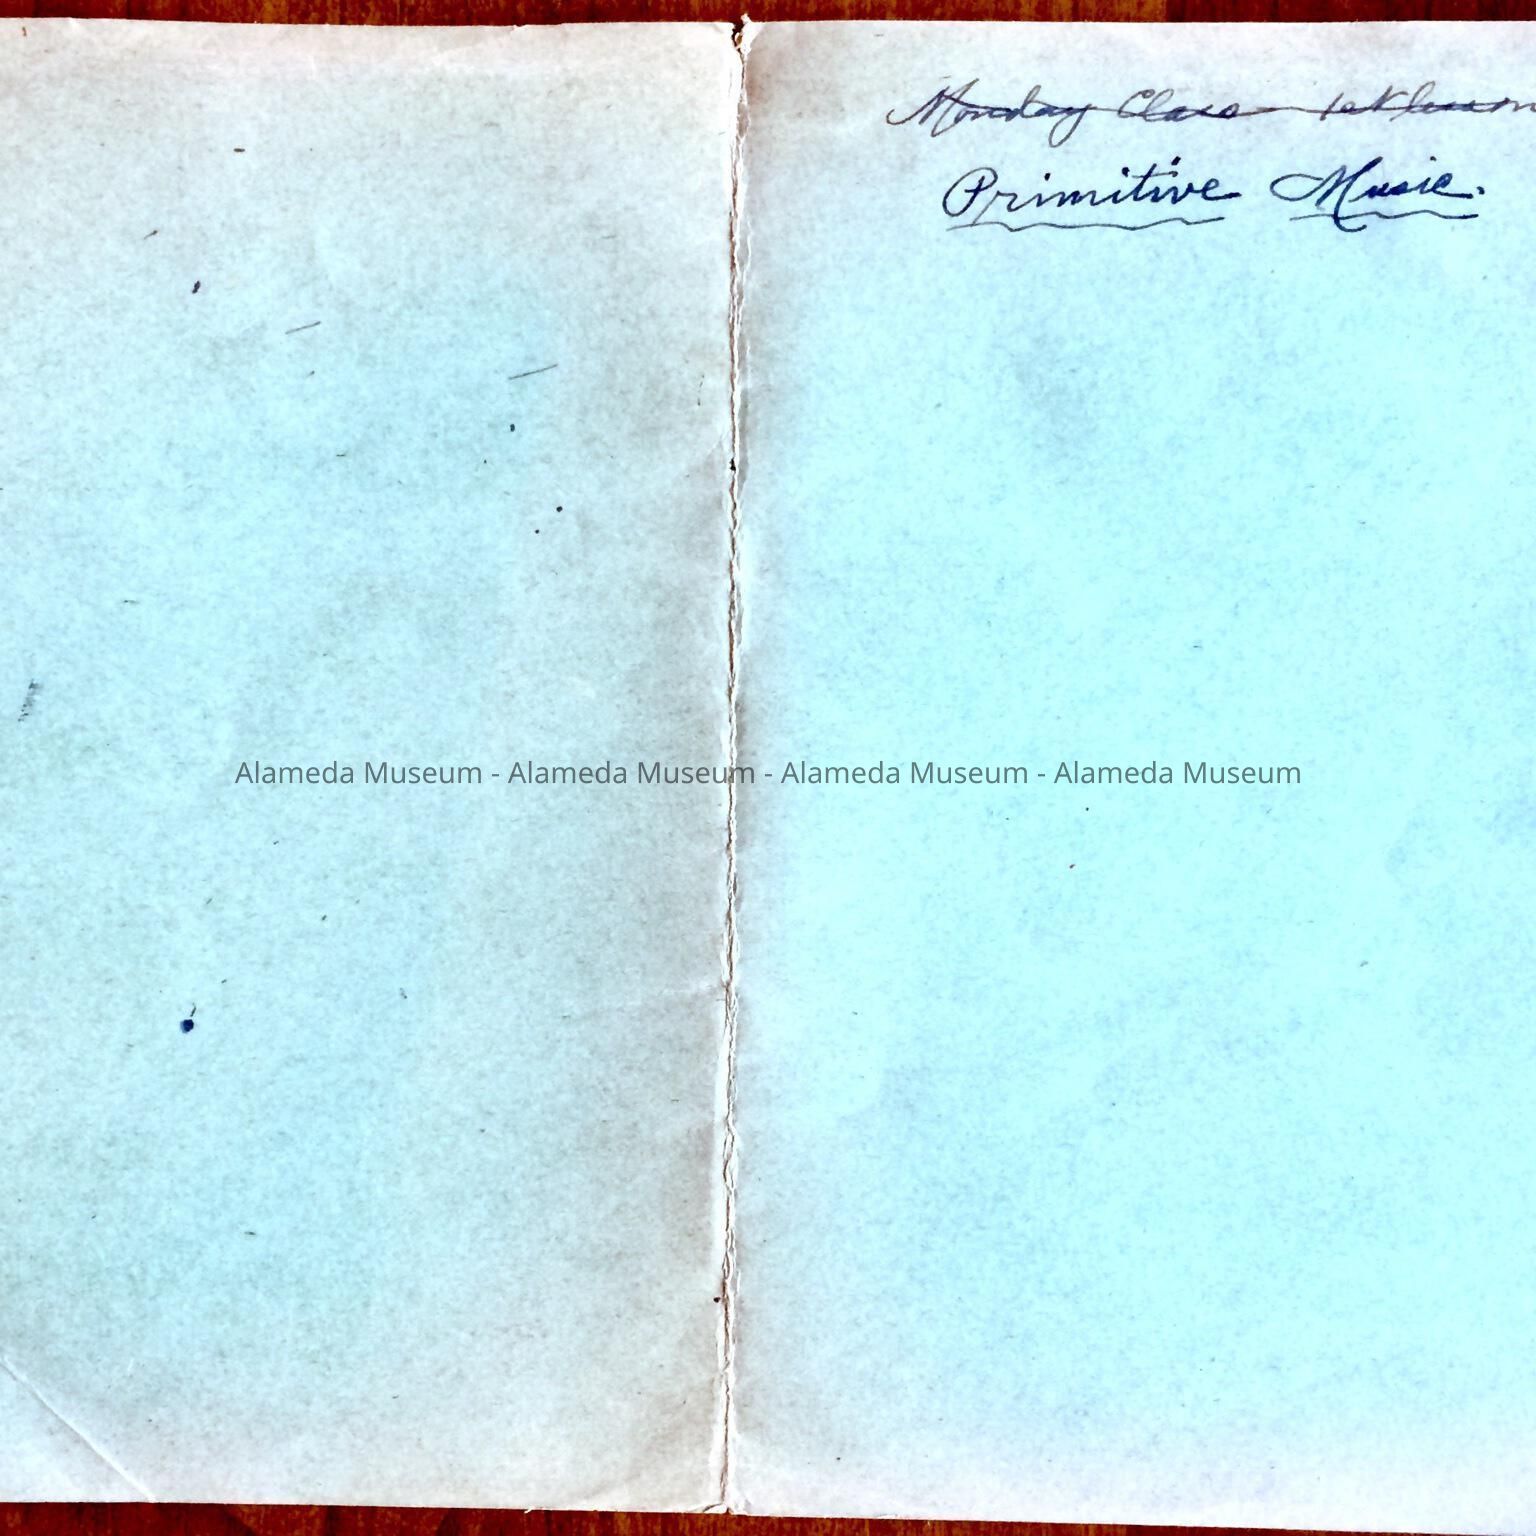 Monday Class 1st lesson
Primitive Music.
Alameda Museum - Alameda Museum - Alameda Museum - Alameda Museum